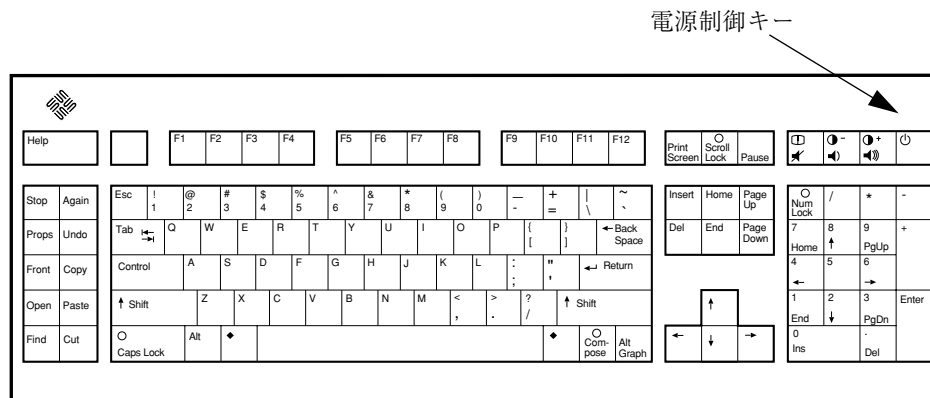 電源制御キー
Help
F1 F2 F3 F4 F5 F6 F7 F8 F9 F10 F11 F12
Print Screen Scroll Lock Pause
- +
Stop Again
Esc ! 1 @ 2 # 3 $ 4 % 5 ^ 6 & 7 * 8 ( 9 ) 0 — - + = | \ ~ `
Insert Home Page Up
Num Lock / * -
Props Undo
Tab Q W E R T Y U I O P { [ } ] Back Space
Del End Page Down
7 Home 8 9 PgUp +
Front Copy
Control A S D F G H J K L : ; " ' Return
4 5 6
Open Paste
Shift Z X C V B N M < , > . ? / Shift
1 End 2 3 PgDn Enter
Find Cut
Caps Lock Alt Com- pose Alt Graph
0 Ins . Del